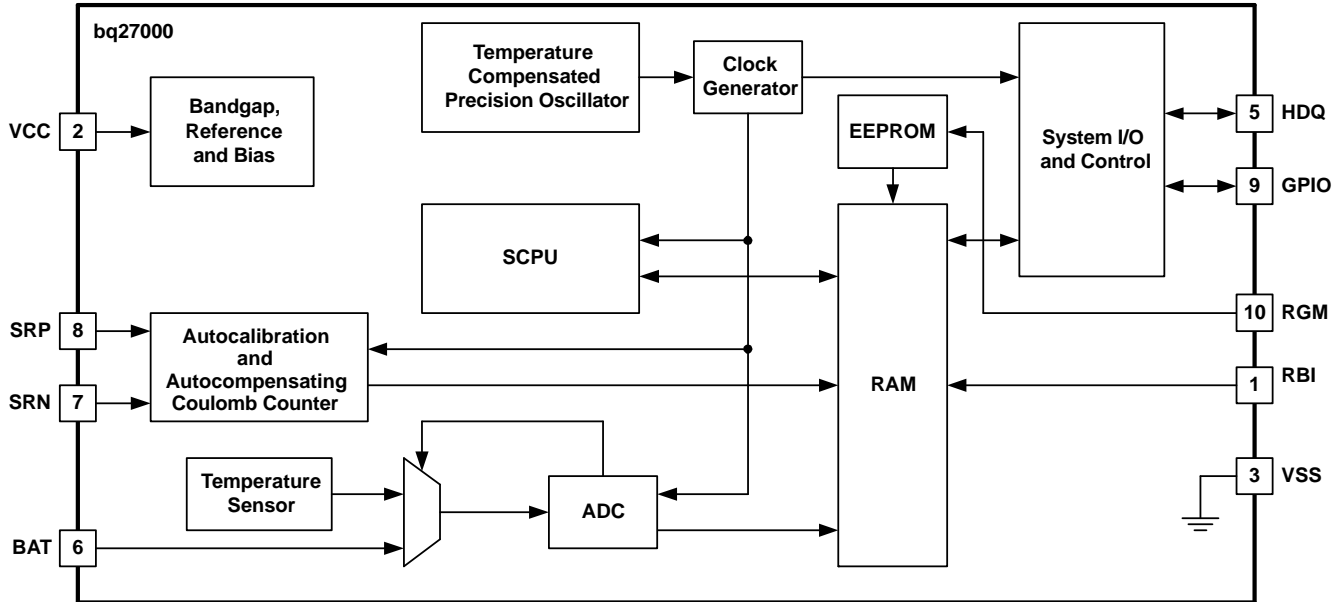 bq27000
Temperature
Compensated
Precision Oscillator
Clock
Generator
Bandgap,
Reference
and Bias
VCC
2
EEPROM
System I/O
and Control
5
HDQ
9
GPIO
SCPU
SRP
8
SRN
7
Autocalibration
and
Autocompensating
Coulomb Counter
RAM
10
RGM
1
RBI
Temperature
Sensor
ADC
3
VSS
BAT
6